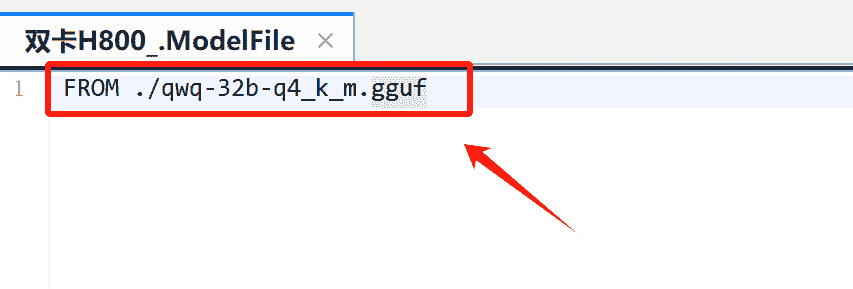 双卡H800_.ModelFile ×
1 FROM ./qwq-32b-q4_k_m.gguf